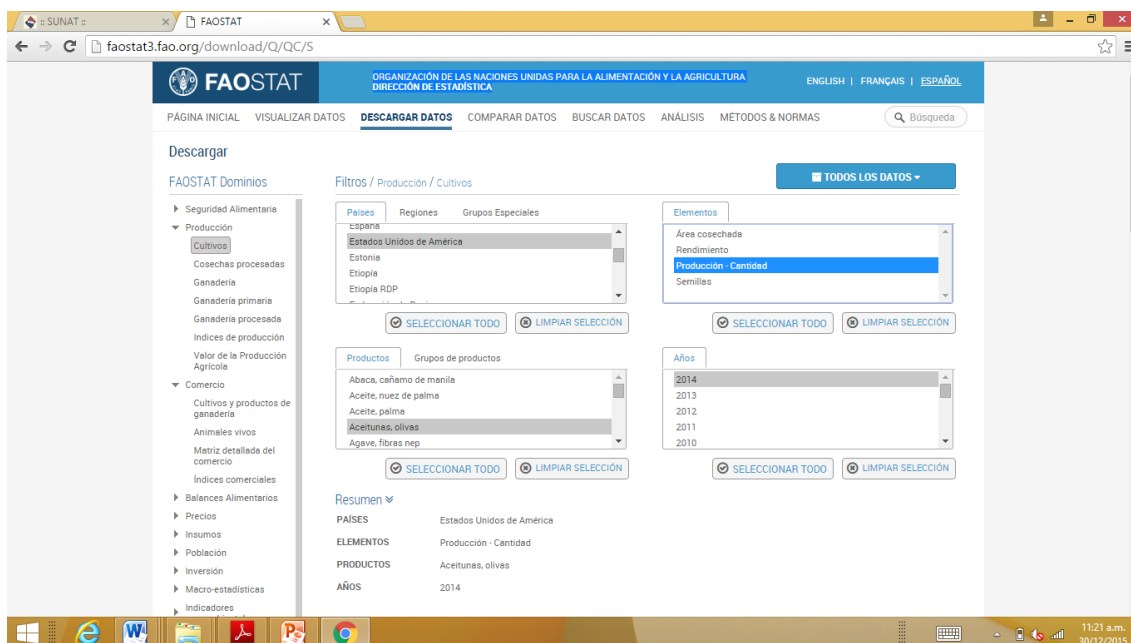 :: SUNAT ::
FAOSTAT
faostat3.fao.org/download/Q/QC/S
FAOSTAT
ORGANIZACIÓN DE LAS NACIONES UNIDAS PARA LA ALIMENTACIÓN Y LA AGRICULTURA
DIRECCIÓN DE ESTADÍSTICA
ENGLISH | FRANÇAIS | ESPAÑOL
PÁGINA INICIAL VISUALIZAR DATOS DESCARGAR DATOS COMPARAR DATOS BUSCAR DATOS ANÁLISIS MÉTODOS & NORMAS
Búsqueda
Descargar
FAOSTAT Dominios
Seguridad Alimentaria
Producción
Cultivos
Cosechas procesadas
Ganadería
Ganadería primaria
Ganadería procesada
Indices de producción
Valor de la Producción
Agrícola
Comercio
Cultivos y productos de
ganadería
Animales vivos
Matriz detallada del
comercio
Índices comerciales
Balances Alimentarios
Precios
Insumos
Población
Inversión
Macro-estadísticas
Indicadores
Filtros / Producción / Cultivos
TODOS LOS DATOS
Países Regiones Grupos Especiales
España
Estados Unidos de América
Estonia
Etiopía
Etiopía RDP
SELECCIONAR TODO LIMPIAR SELECCIÓN
Elementos
Área cosechada
Rendimiento
Producción - Cantidad
Semillas
SELECCIONAR TODO LIMPIAR SELECCIÓN
Productos Grupos de productos
Abaca, cañamo de manila
Aceite, nuez de palma
Aceite, palma
Aceitunas, olivas
Agave, fibras nep
SELECCIONAR TODO LIMPIAR SELECCIÓN
Años
2014
2013
2012
2011
2010
SELECCIONAR TODO LIMPIAR SELECCIÓN
Resumen
PAÍSES Estados Unidos de América
ELEMENTOS Producción - Cantidad
PRODUCTOS Aceitunas, olivas
AÑOS 2014
11:21 a.m.
30/12/2015